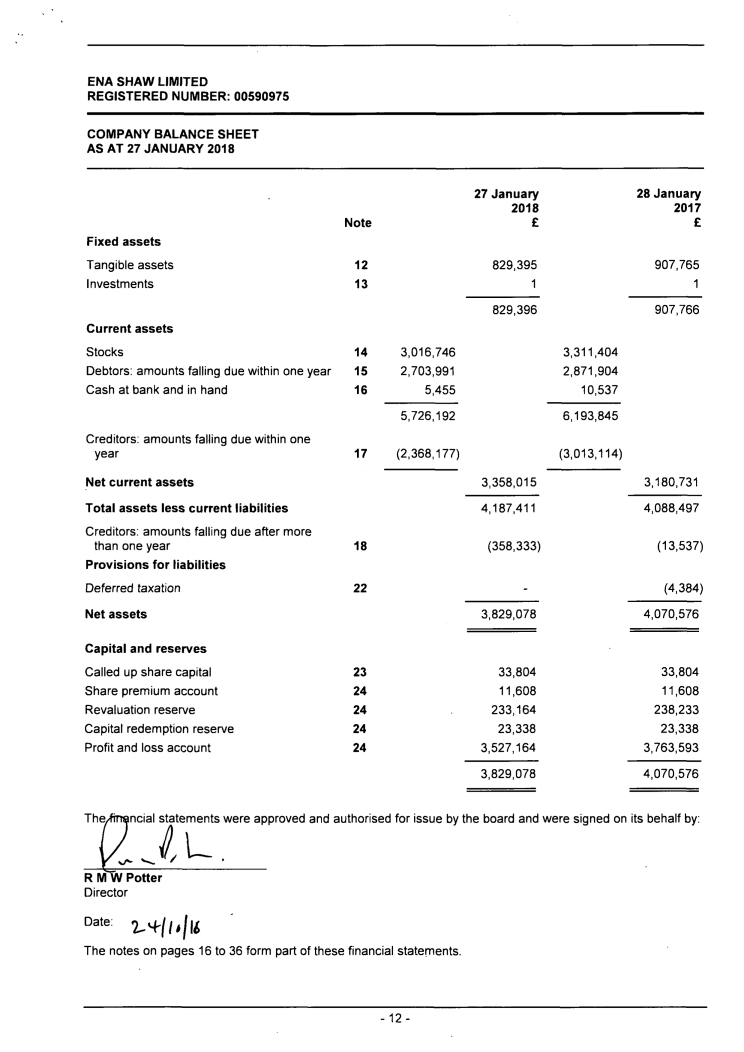 ENA SHAW LIMITED
REGISTERED NUMBER: 00590975
COMPANY BALANCE SHEET
AS AT 27 JANUARY 2018
27 January 28 January
2018 2017
Note £ £
Fixed assets
Tangible assets 12 829,395 907,765
Investments 13 1 1
829,396 907,766
Current assets
Stocks 14 3,016,746 3,311,404
Debtors: amounts falling due within one year 15 2,703,991 2,871,904
Cash at bank and in hand 16 5,455 10,537
5,726,192 6,193,845
Creditors: amounts falling due within one
year 17 (2,368,177) (3,013,114)
Net current assets 3,358,015 3,180,731
Total assets less current liabilities 4,187,411 4,088,497
Creditors: amounts falling due after more
than one year 18 (358,333) (13,537)
Provisions for liabilities
Deferred taxation 22 - (4,384)
Net assets 3,829,078 4,070,576
Capital and reserves
Called up share capital 23 33,804 33,804
Share premium account 24 11,608 11,608
Revaluation reserve 24 233,164 238,233
Capital redemption reserve 24 23,338 23,338
Profit and loss account 24 3,527,164 3,763,593
3,829,078 4,070,576
The financial statements were approved and authorised for issue by the board and were signed on its behalf by:
R M W Potter
Director
Date:
The notes on pages 16 to 36 form part of these financial statements.
- 12 -